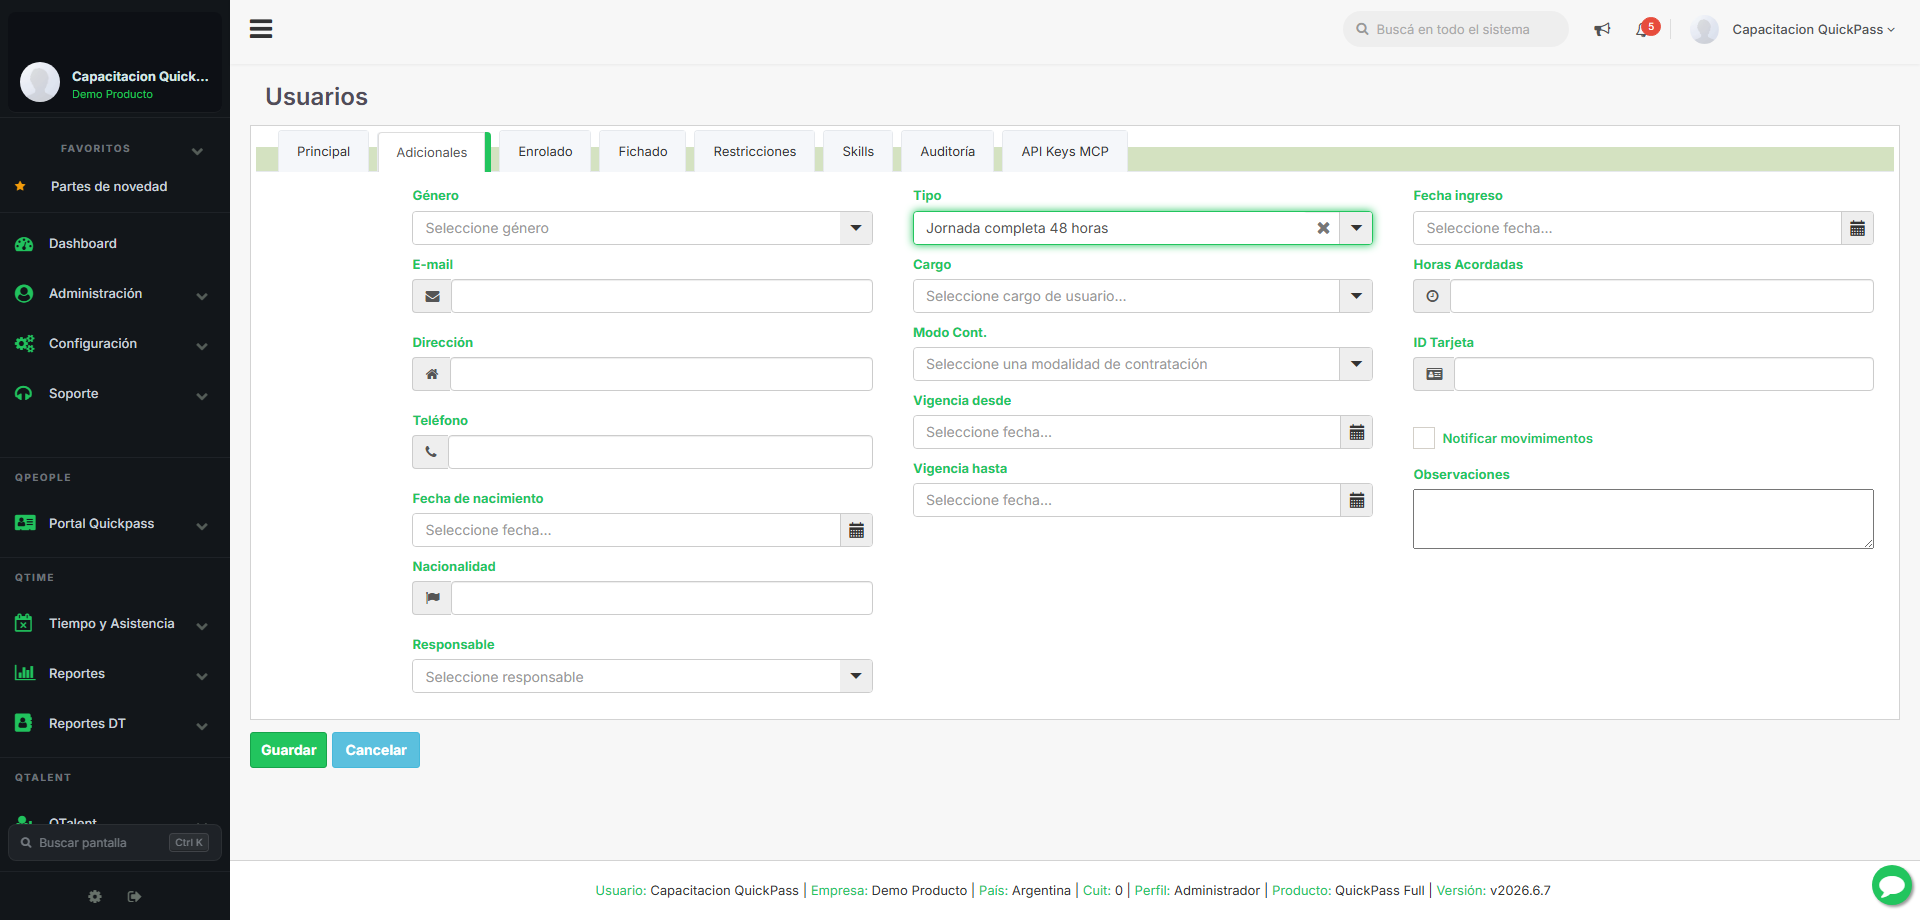 Capacitacion Quick...
Demo Producto
FAVORITOS
Partes de novedad
Dashboard
Administración
Configuración
Soporte
QPEOPLE
Portal Quickpass
QTIME
Tiempo y Asistencia
Reportes
Reportes DT
QTALENT
QTalent
Buscar pantalla
Ctrl K
Buscá en todo el sistema
5
Capacitacion QuickPass
Usuarios
Principal
Adicionales
Enrolado
Fichado
Restricciones
Skills
Auditoría
API Keys MCP
Género
Seleccione género
E-mail
Dirección
Teléfono
Fecha de nacimiento
Seleccione fecha...
Nacionalidad
Responsable
Seleccione responsable
Tipo
Jornada completa 48 horas
Cargo
Seleccione cargo de usuario...
Modo Cont.
Seleccione una modalidad de contratación
Vigencia desde
Seleccione fecha...
Vigencia hasta
Seleccione fecha...
Fecha ingreso
Seleccione fecha...
Horas Acordadas
ID Tarjeta
Notificar movimimentos
Observaciones
Guardar
Cancelar
Usuario: Capacitacion QuickPass | Empresa: Demo Producto | País: Argentina | Cuit: 0 | Perfil: Administrador | Producto: QuickPass Full | Versión: v2026.6.7